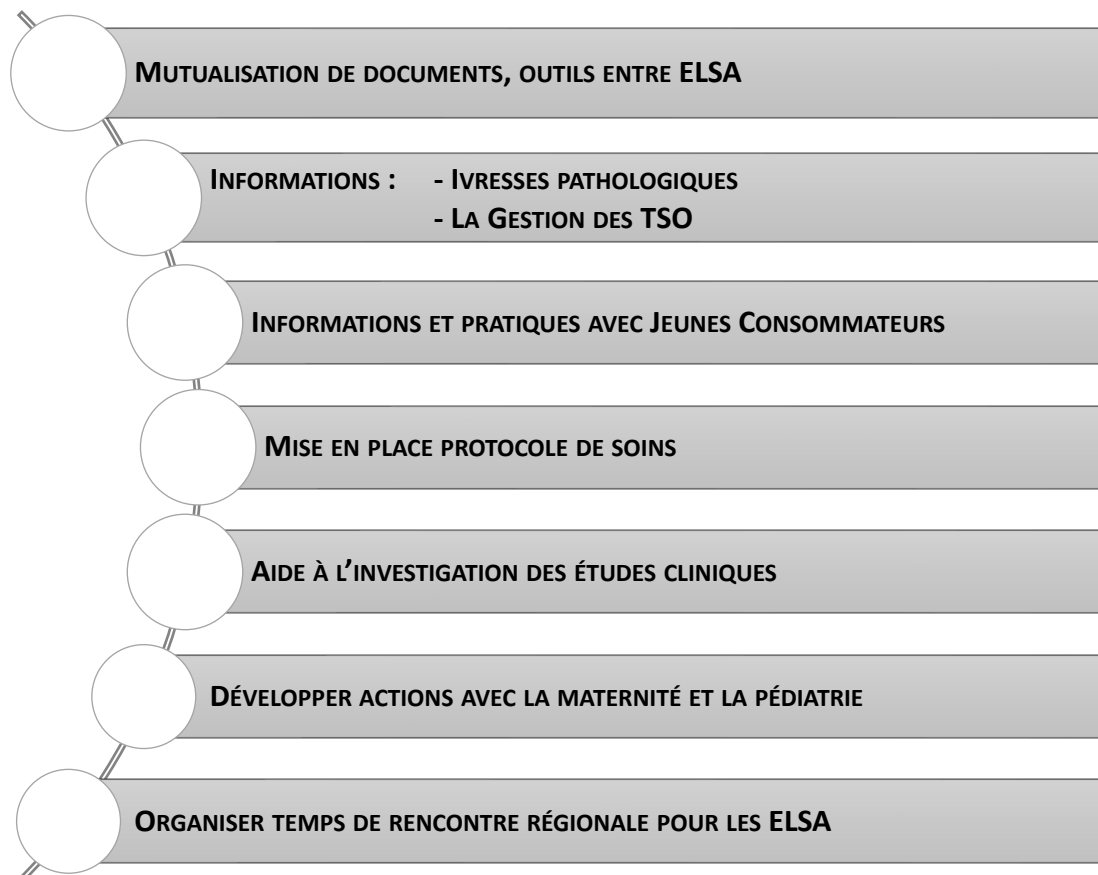 Mutualisation de documents, outils entre ELSA
Informations : - Ivresses pathologiques
- La Gestion des TSO
Informations et pratiques avec Jeunes Consommateurs
Mise en place protocole de soins
Aide à l'investigation des études cliniques
Développer actions avec la maternité et la pédiatrie
Organiser temps de rencontre régionale pour les ELSA